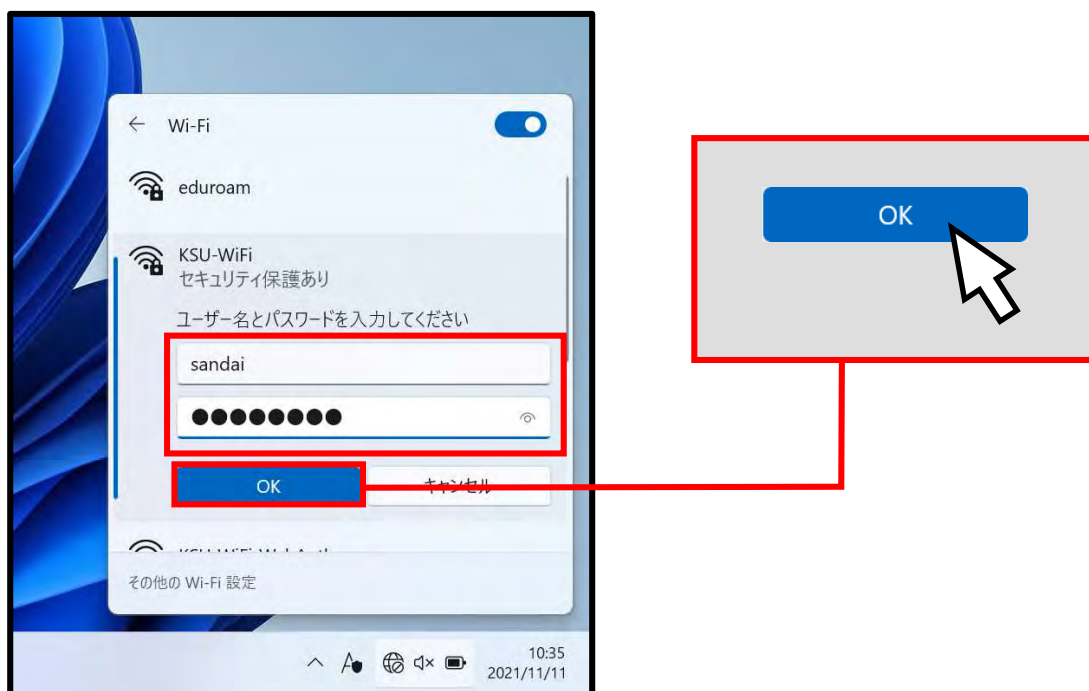 Wi-Fi
eduroam
KSU-WiFi
セキュリティ保護あり
ユーザー名とパスワードを入力してください
sandai
●●●●●●●●
OK
キャンセル
その他の Wi-Fi 設定
10:35
2021/11/11
OK